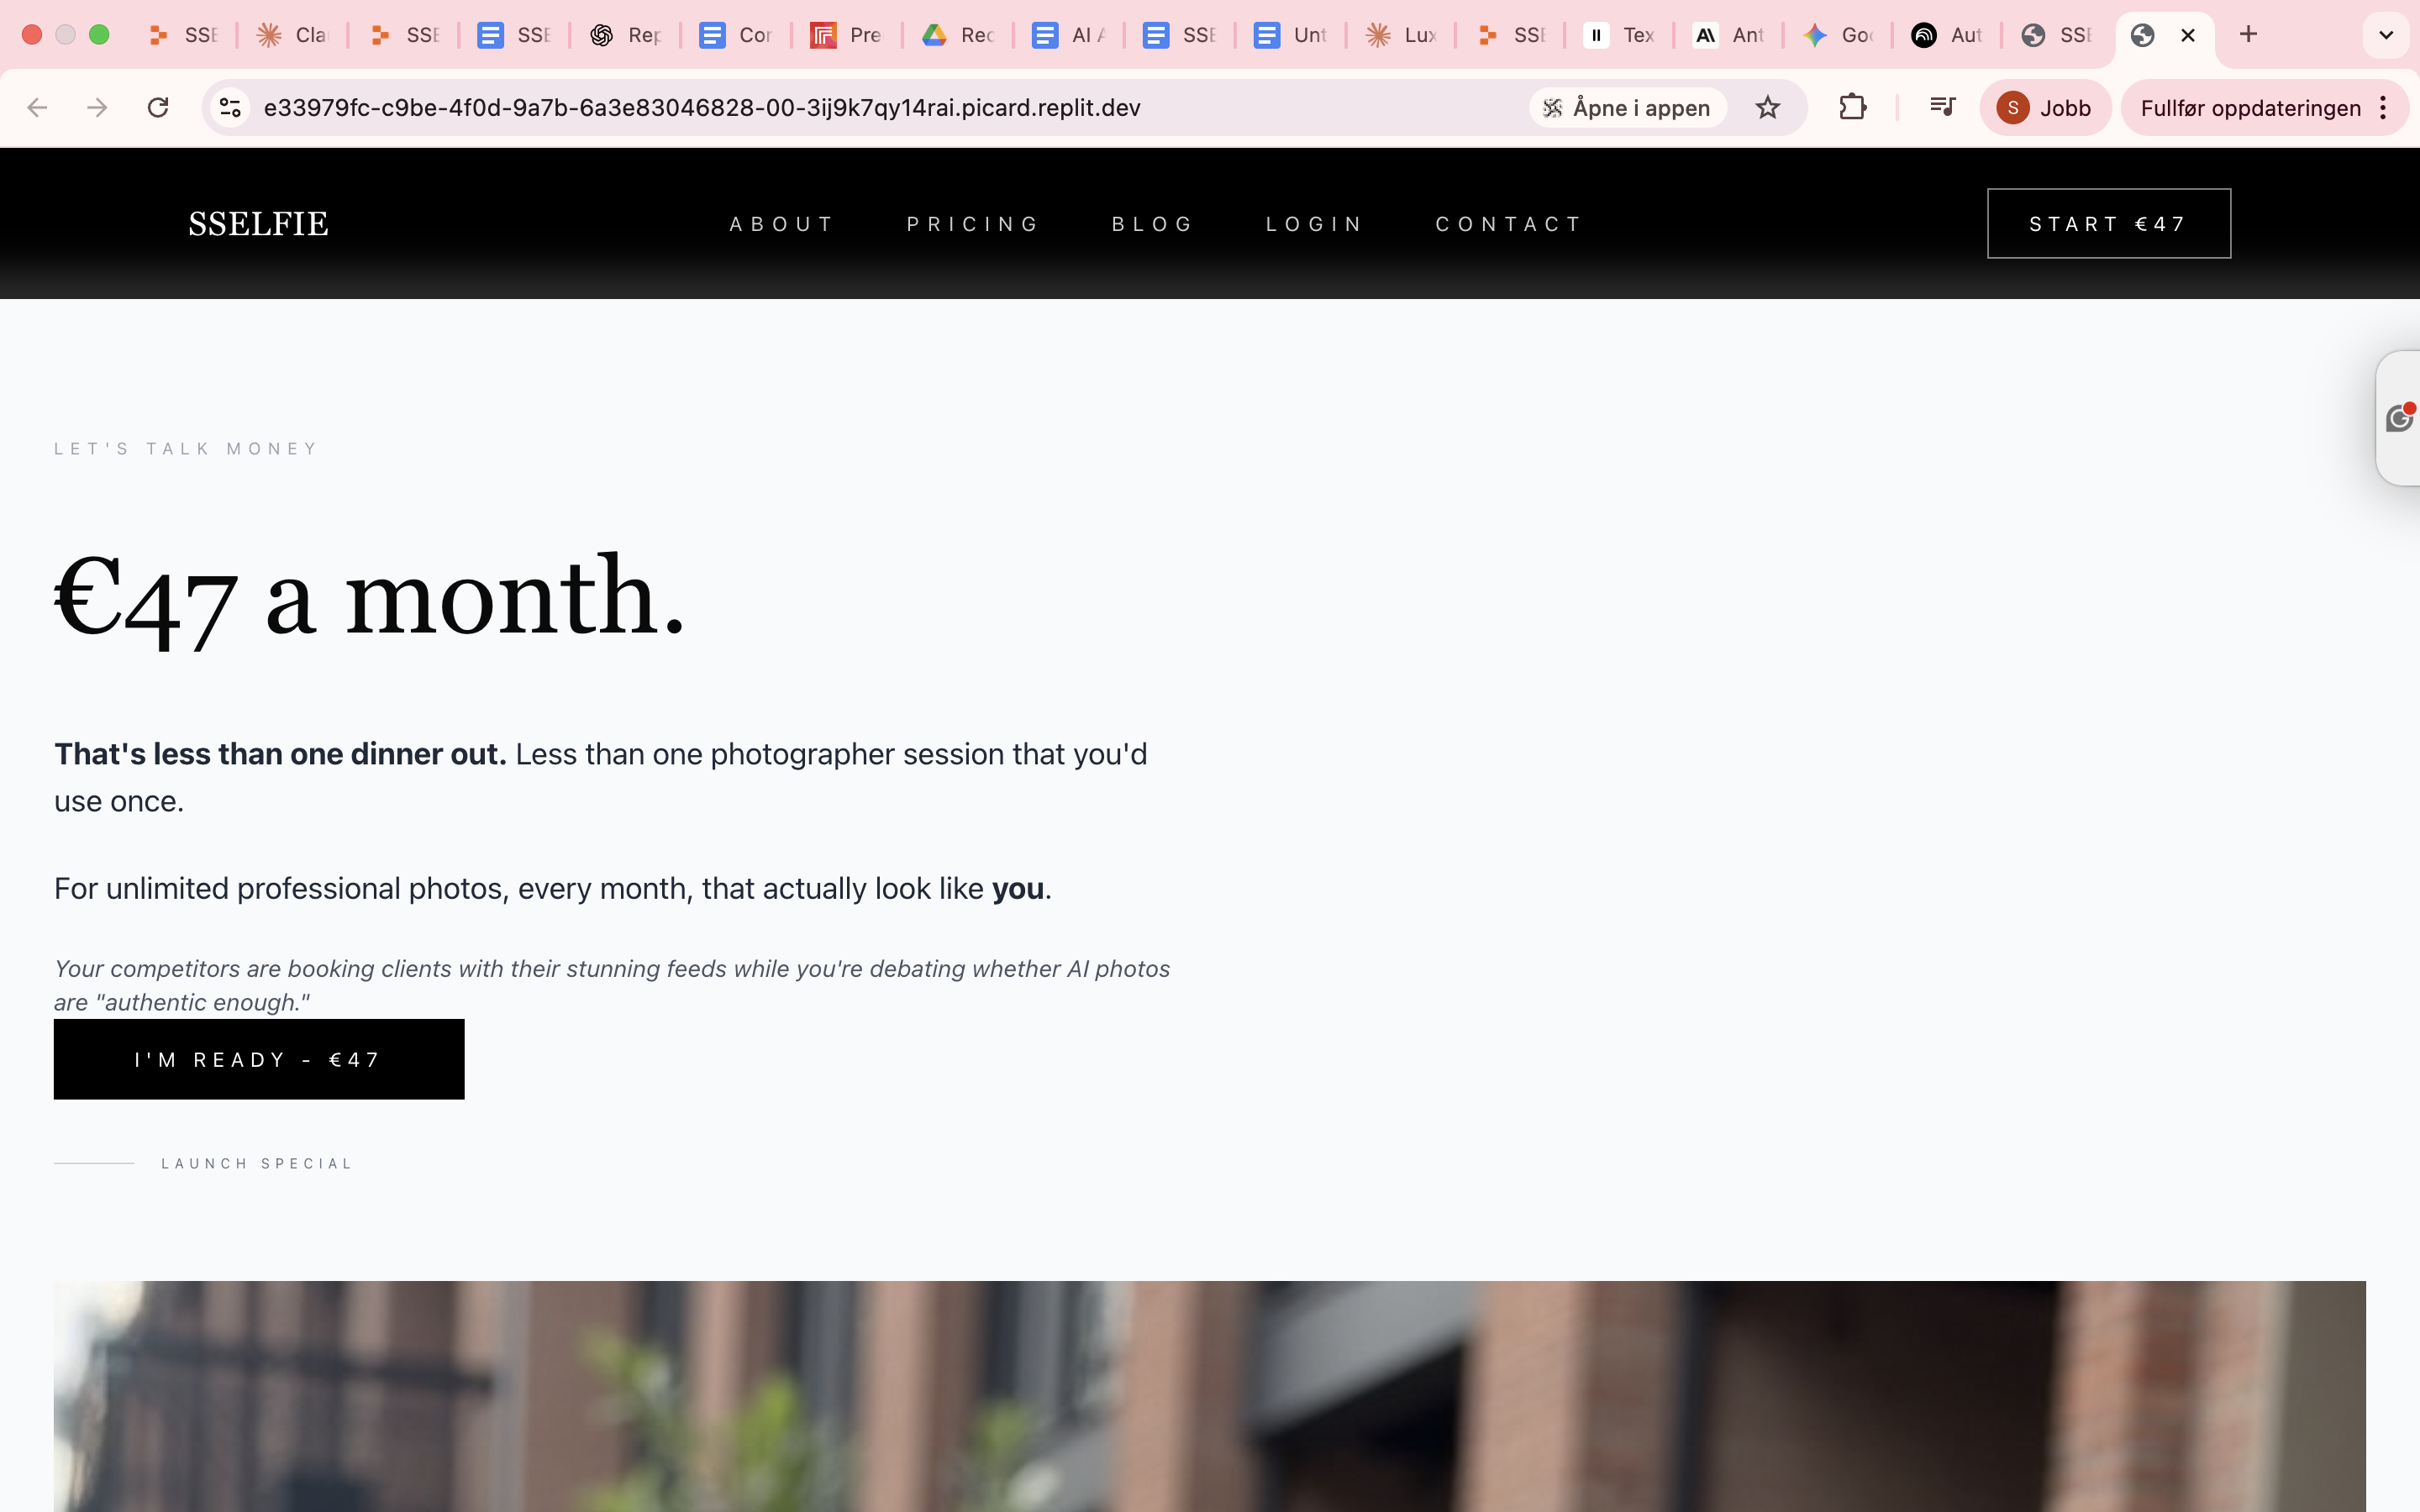 SSE
Cla
SSE
SSE
Rep
Cor
Pre
Rec
AI A
SSE
Unt
Lux
SSE
Tex
Ant
Goo
Aut
SSE
e33979fc-c9be-4f0d-9a7b-6a3e83046828-00-3ij9k7qy14rai.picard.replit.dev
Åpne i appen
S
Jobb
Fullfør oppdateringen
SSELFIE
ABOUT
PRICING
BLOG
LOGIN
CONTACT
START €47
LET'S TALK MONEY
€47 a month.
That's less than one dinner out. Less than one photographer session that you'd
use once.
For unlimited professional photos, every month, that actually look like you.
Your competitors are booking clients with their stunning feeds while you're debating whether AI photos
are "authentic enough."
I'M READY - €47
LAUNCH SPECIAL